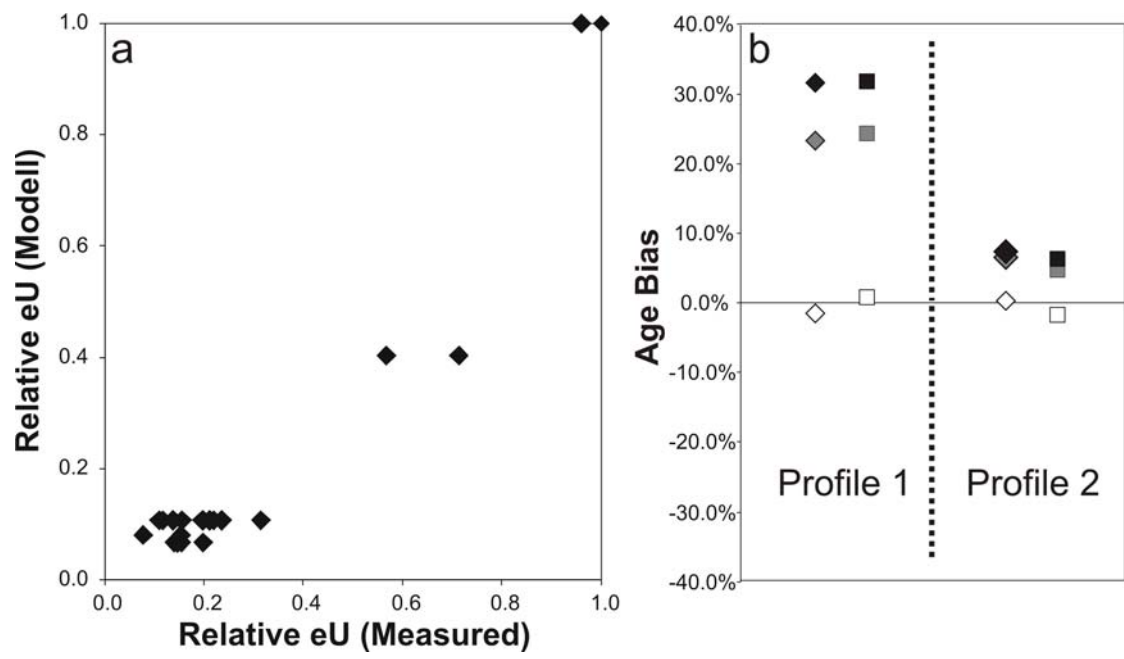 a
Relative eU (Modell)
1.0
0.8
0.6
0.4
0.2
0.0
0.0 0.2 0.4 0.6 0.8 1.0
Relative eU (Measured)
b
Age Bias
40.0%
30.0%
20.0%
10.0%
0.0%
-10.0%
-20.0%
-30.0%
-40.0%
Profile 1
Profile 2